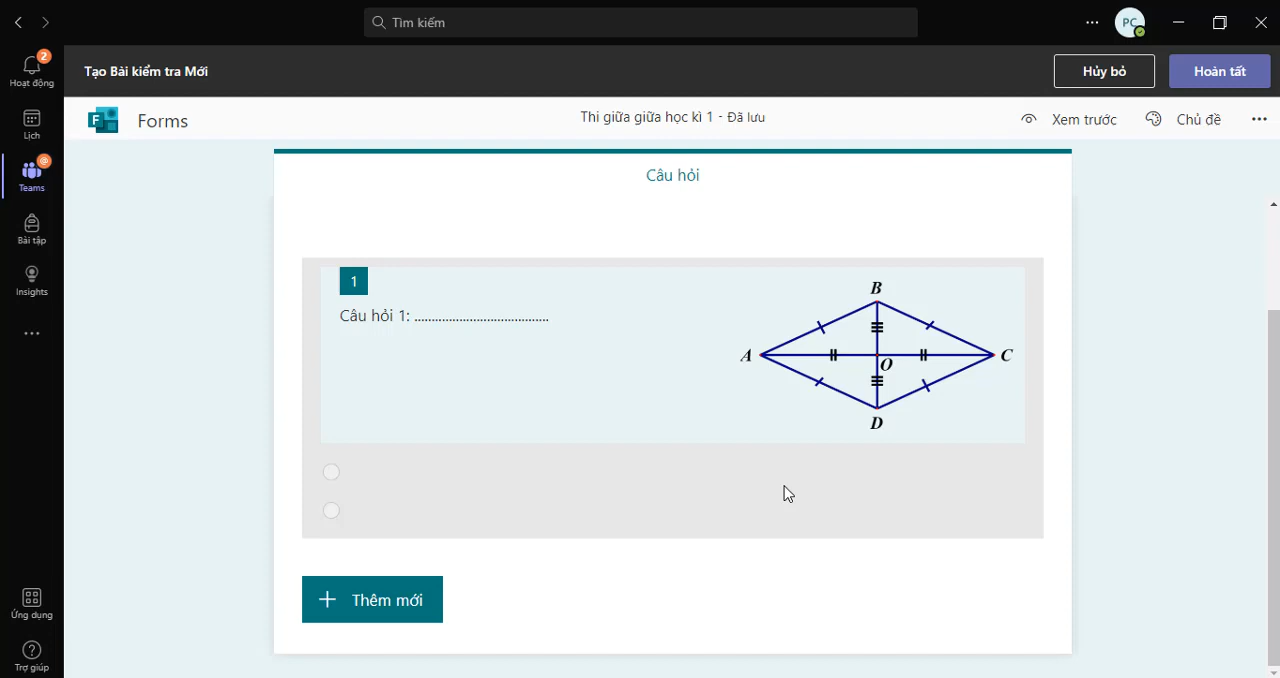 Tìm kiếm
PC
2
Hoạt động
Lịch
@
Teams
Bài tập
Insights
Ứng dụng
Trợ giúp
Tạo Bài kiểm tra Mới
Hủy bỏ
Hoàn tất
F
Forms
Thi giữa giữa học kì 1 - Đã lưu
Xem trước
Chủ đề
Câu hỏi
1
Câu hỏi 1: .......................................
B
A
O
C
D
Thêm mới